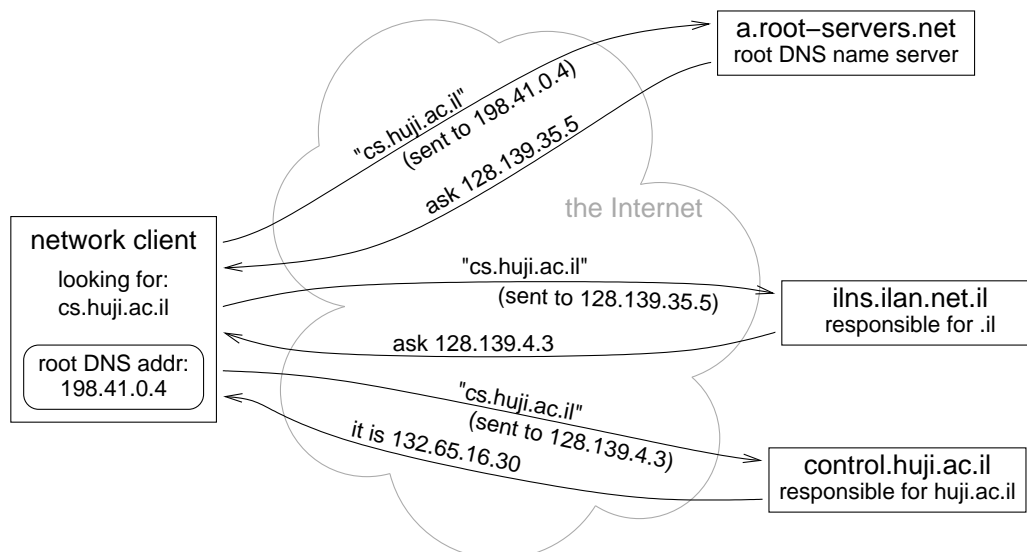 a.root–servers.net
root DNS name server
"cs.huji.ac.il"
(sent to 198.41.0.4)
ask 128.139.35.5
the Internet
network client
looking for:
cs.huji.ac.il
root DNS addr:
198.41.0.4
"cs.huji.ac.il"
(sent to 128.139.35.5)
ilns.ilan.net.il
responsible for .il
ask 128.139.4.3
"cs.huji.ac.il"
(sent to 128.139.4.3)
it is 132.65.16.30
control.huji.ac.il
responsible for huji.ac.il